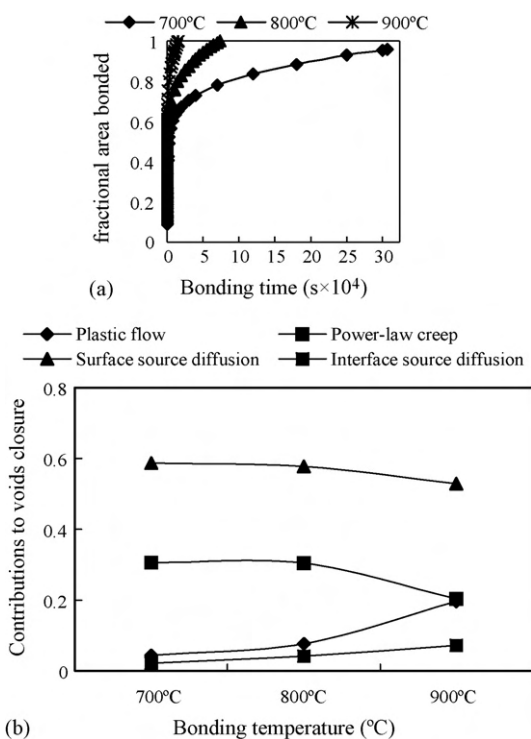 700ºC 800ºC 900ºC
fractional area bonded
1
0.8
0.6
0.4
0.2
0
0 5 10 15 20 25 30
(a) Bonding time (s×10⁴)
Plastic flow Power-law creep
Surface source diffusion Interface source diffusion
Contributions to voids closure
0.8
0.6
0.4
0.2
0
700ºC 800ºC 900ºC
(b) Bonding temperature (ºC)